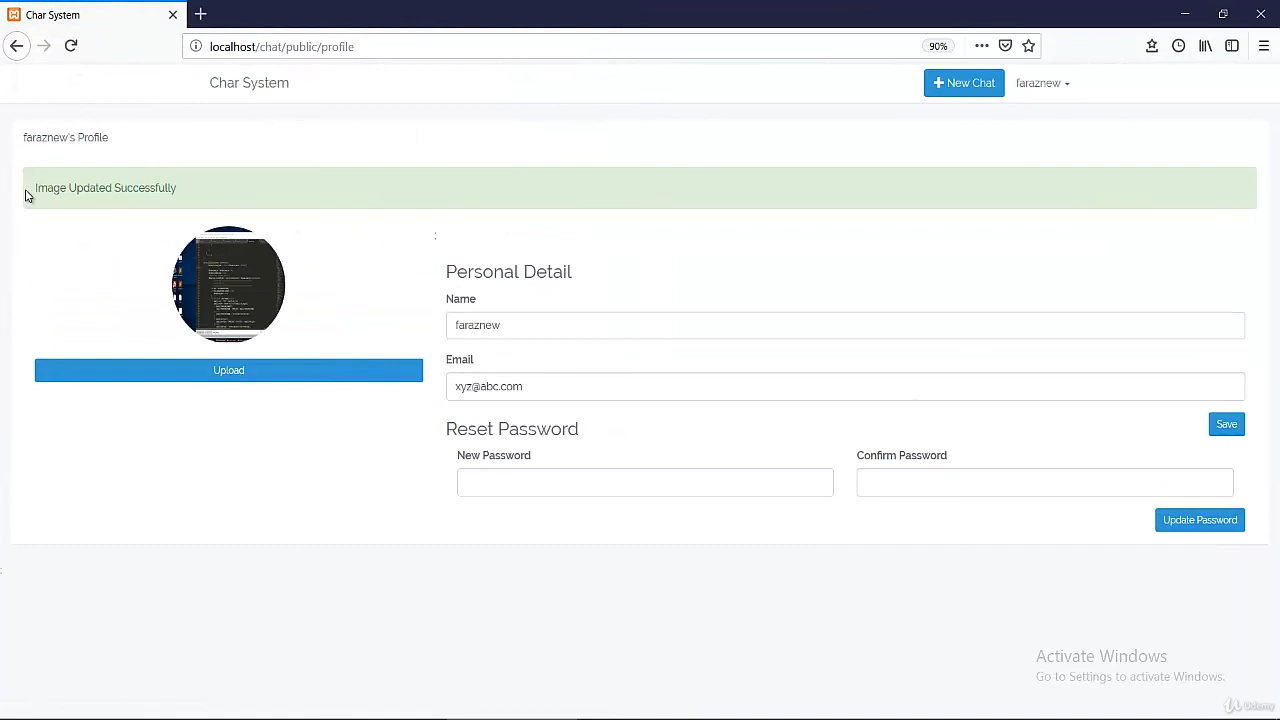 Char System
localhost/chat/public/profile
90%
Char System
New Chat
faraznew
faraznew's Profile
Image Updated Successfully
:
Personal Detail
Name
faraznew
Upload
Email
xyz@abc.com
Save
Reset Password
New Password
Confirm Password
Update Password
:
Activate Windows
Go to Settings to activate Windows.
Udemy